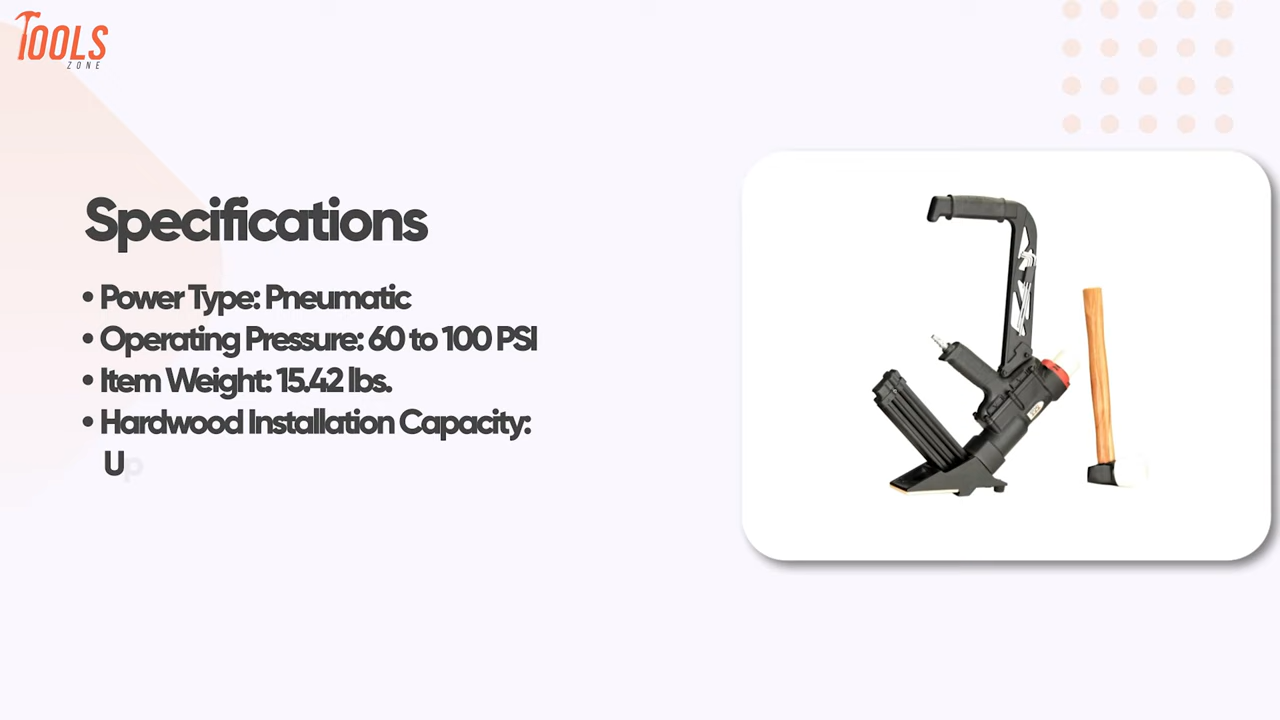 TOOLS
ZONE
Specifications
• Power Type: Pneumatic
• Operating Pressure: 60 to 100 PSI
• Item Weight: 15.42 lbs.
• Hardwood Installation Capacity:
Up